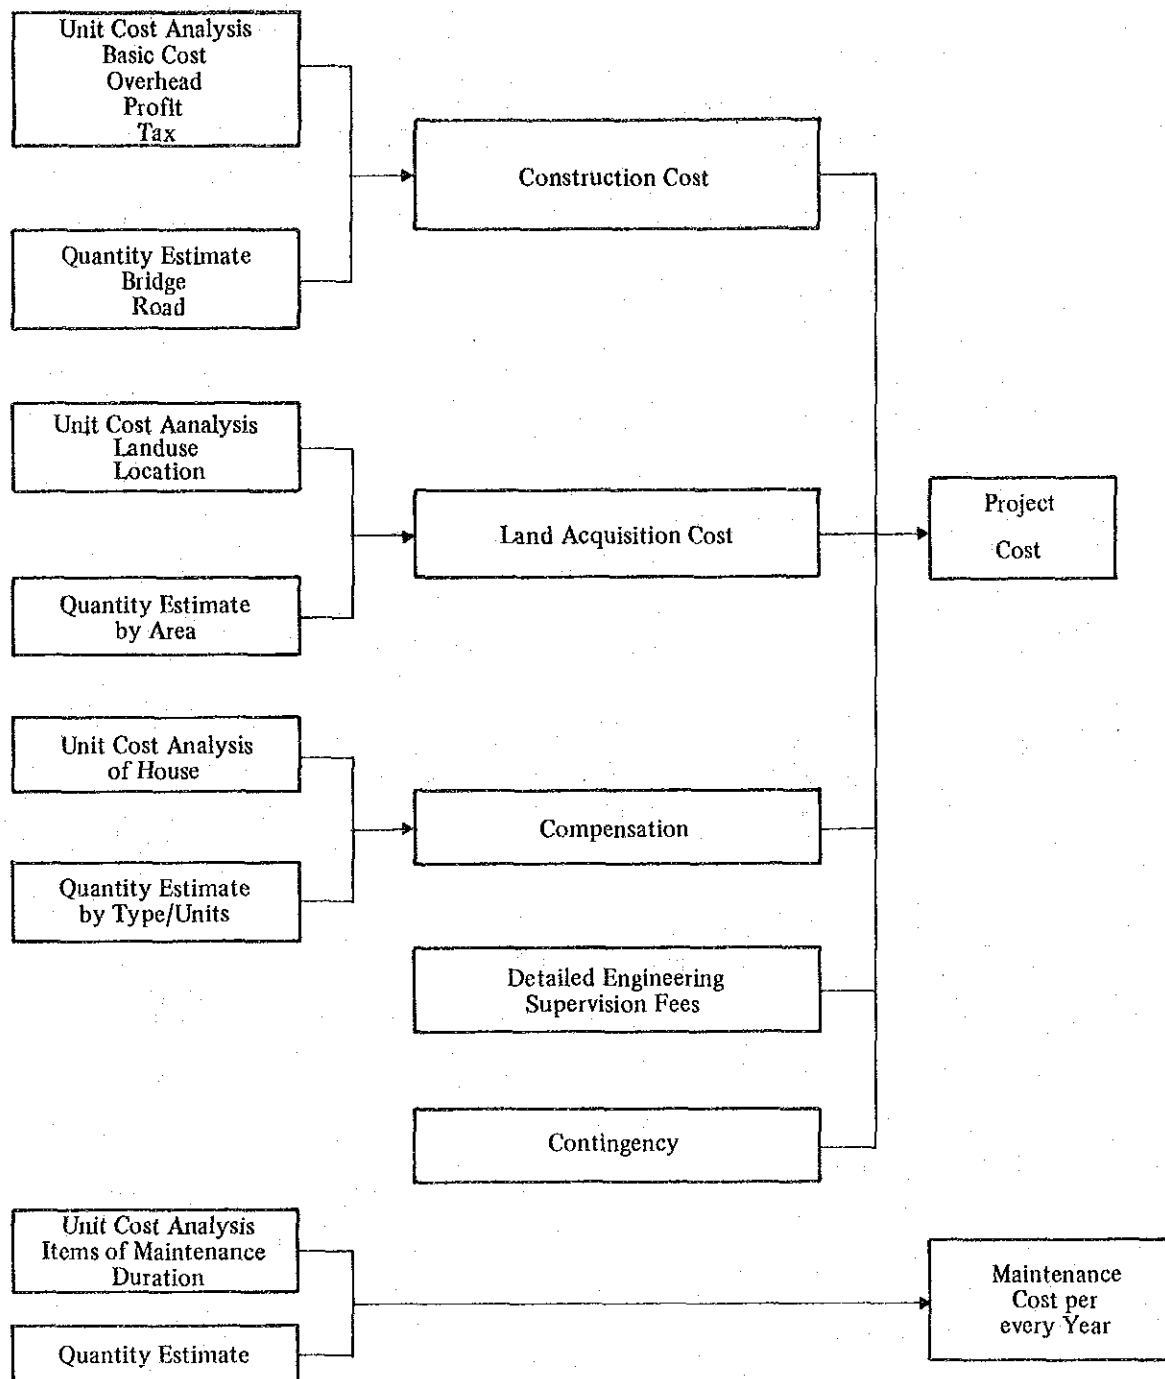 Unit Cost Analysis
Basic Cost
Overhead
Profit
Tax
Construction Cost
Quantity Estimate
Bridge
Road
Unit Cost Aanalysis
Landuse
Location
Land Acquisition Cost
Project
Cost
Quantity Estimate
by Area
Unit Cost Analysis
of House
Compensation
Quantity Estimate
by Type/Units
Detailed Engineering
Supervision Fees
Contingency
Unit Cost Analysis
Items of Maintenance
Duration
Maintenance
Cost per
every Year
Quantity Estimate